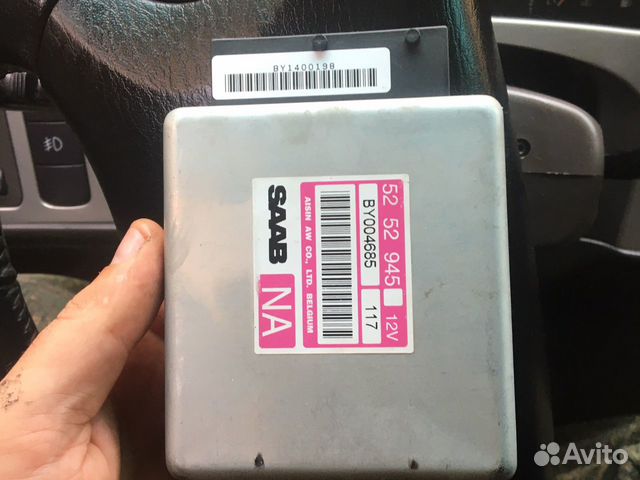 BY1400198
52 52 945 12V
BY004685 117
AISIN AW CO., LTD. BELGIUM
SAAB NA
Avito